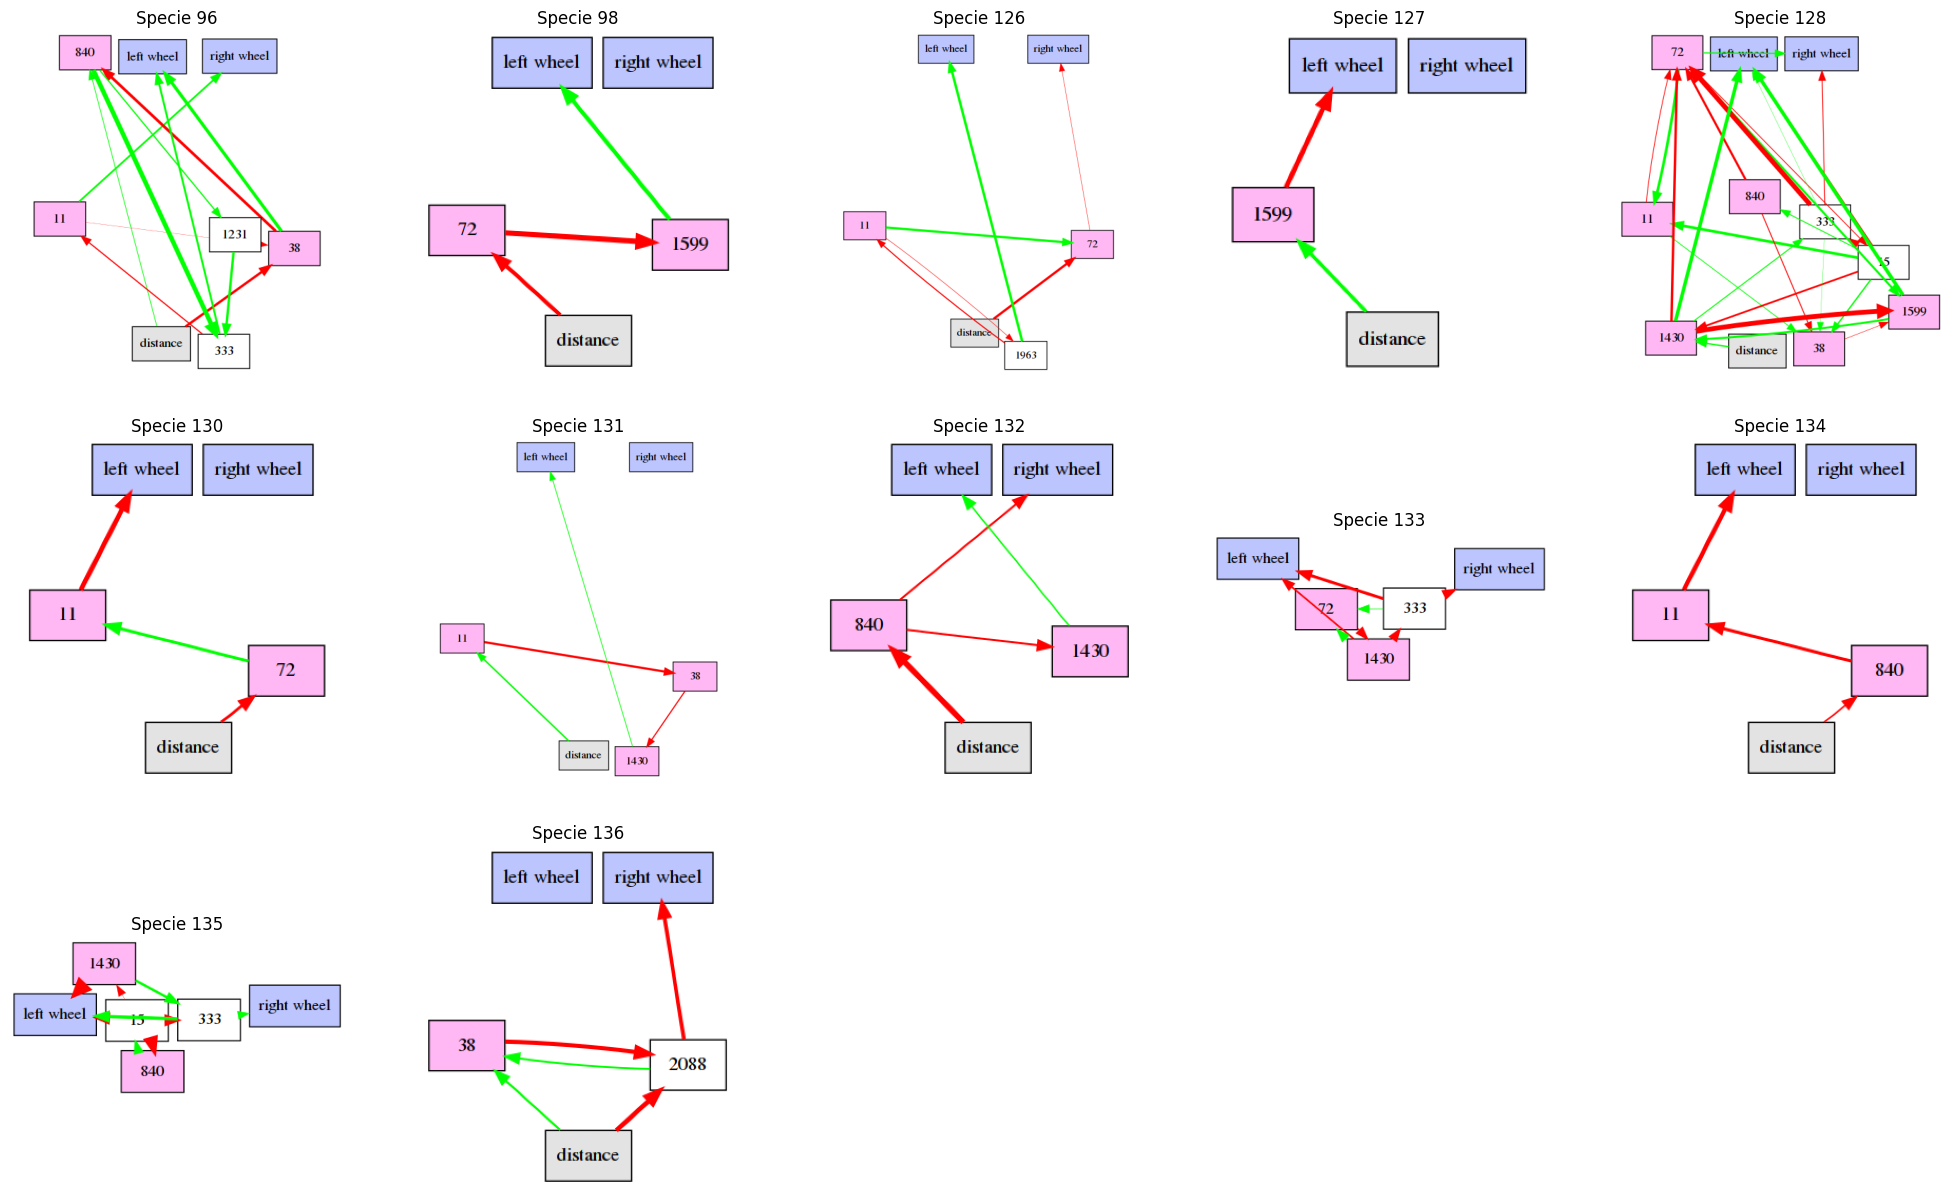 Specie 96
840
left wheel
right wheel
11
1231
38
distance
333
Specie 98
left wheel
right wheel
72
1599
distance
Specie 126
left wheel
right wheel
11
72
distance
1963
Specie 127
left wheel
right wheel
1599
distance
Specie 128
72
left wheel
right wheel
840
11
333
15
1599
1430
distance
38
Specie 130
left wheel
right wheel
11
72
distance
Specie 131
left wheel
right wheel
11
38
distance
1430
Specie 132
left wheel
right wheel
840
1430
distance
Specie 133
left wheel
right wheel
72
333
1430
Specie 134
left wheel
right wheel
11
840
distance
Specie 135
1430
left wheel
15
333
right wheel
840
Specie 136
left wheel
right wheel
38
2088
distance